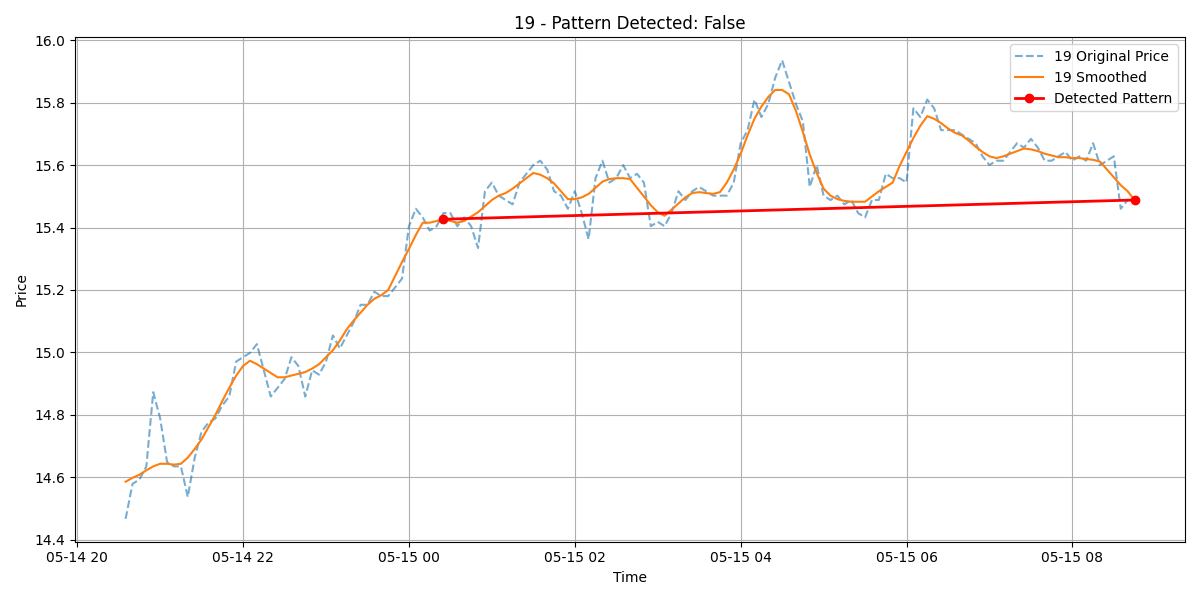 19 - Pattern Detected: False
19 Original Price
19 Smoothed
Detected Pattern
Price
16.0
15.8
15.6
15.4
15.2
15.0
14.8
14.6
14.4
05-14 20
05-14 22
05-15 00
05-15 02
05-15 04
05-15 06
05-15 08
Time